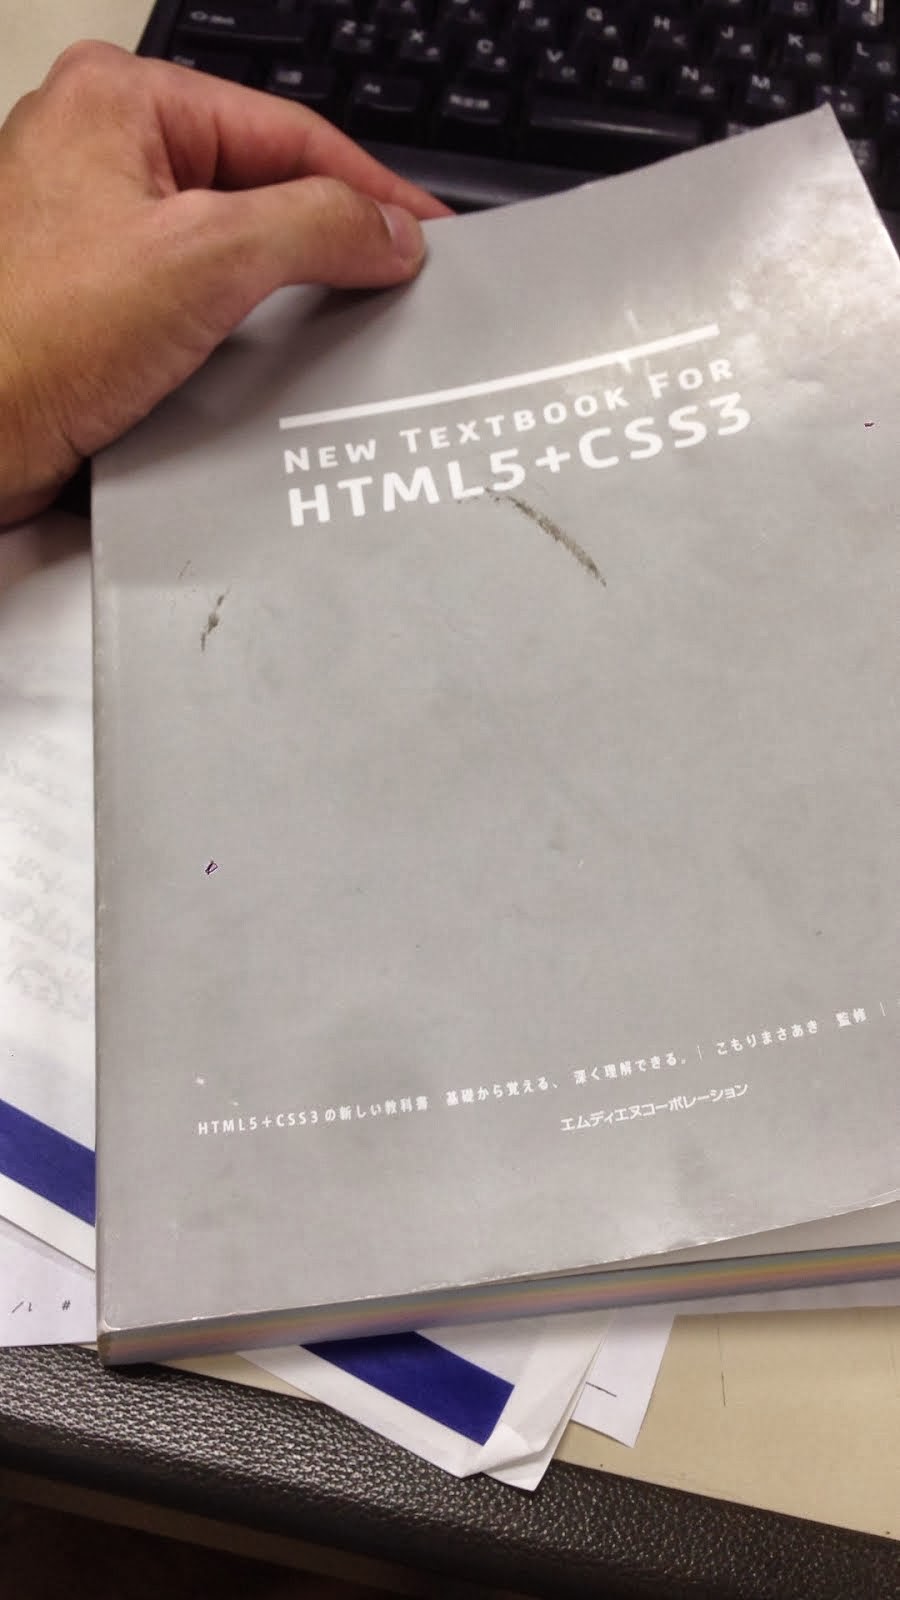 Z
X
C
V
B
N
M
G
H
J
K
L
NEW TEXTBOOK FOR
HTML5+CSS3
HTML5+CSS3の新しい教科書 基礎から覚える、深く理解できる。| こもりまさあき 監修 |
エムディエヌコーポレーション